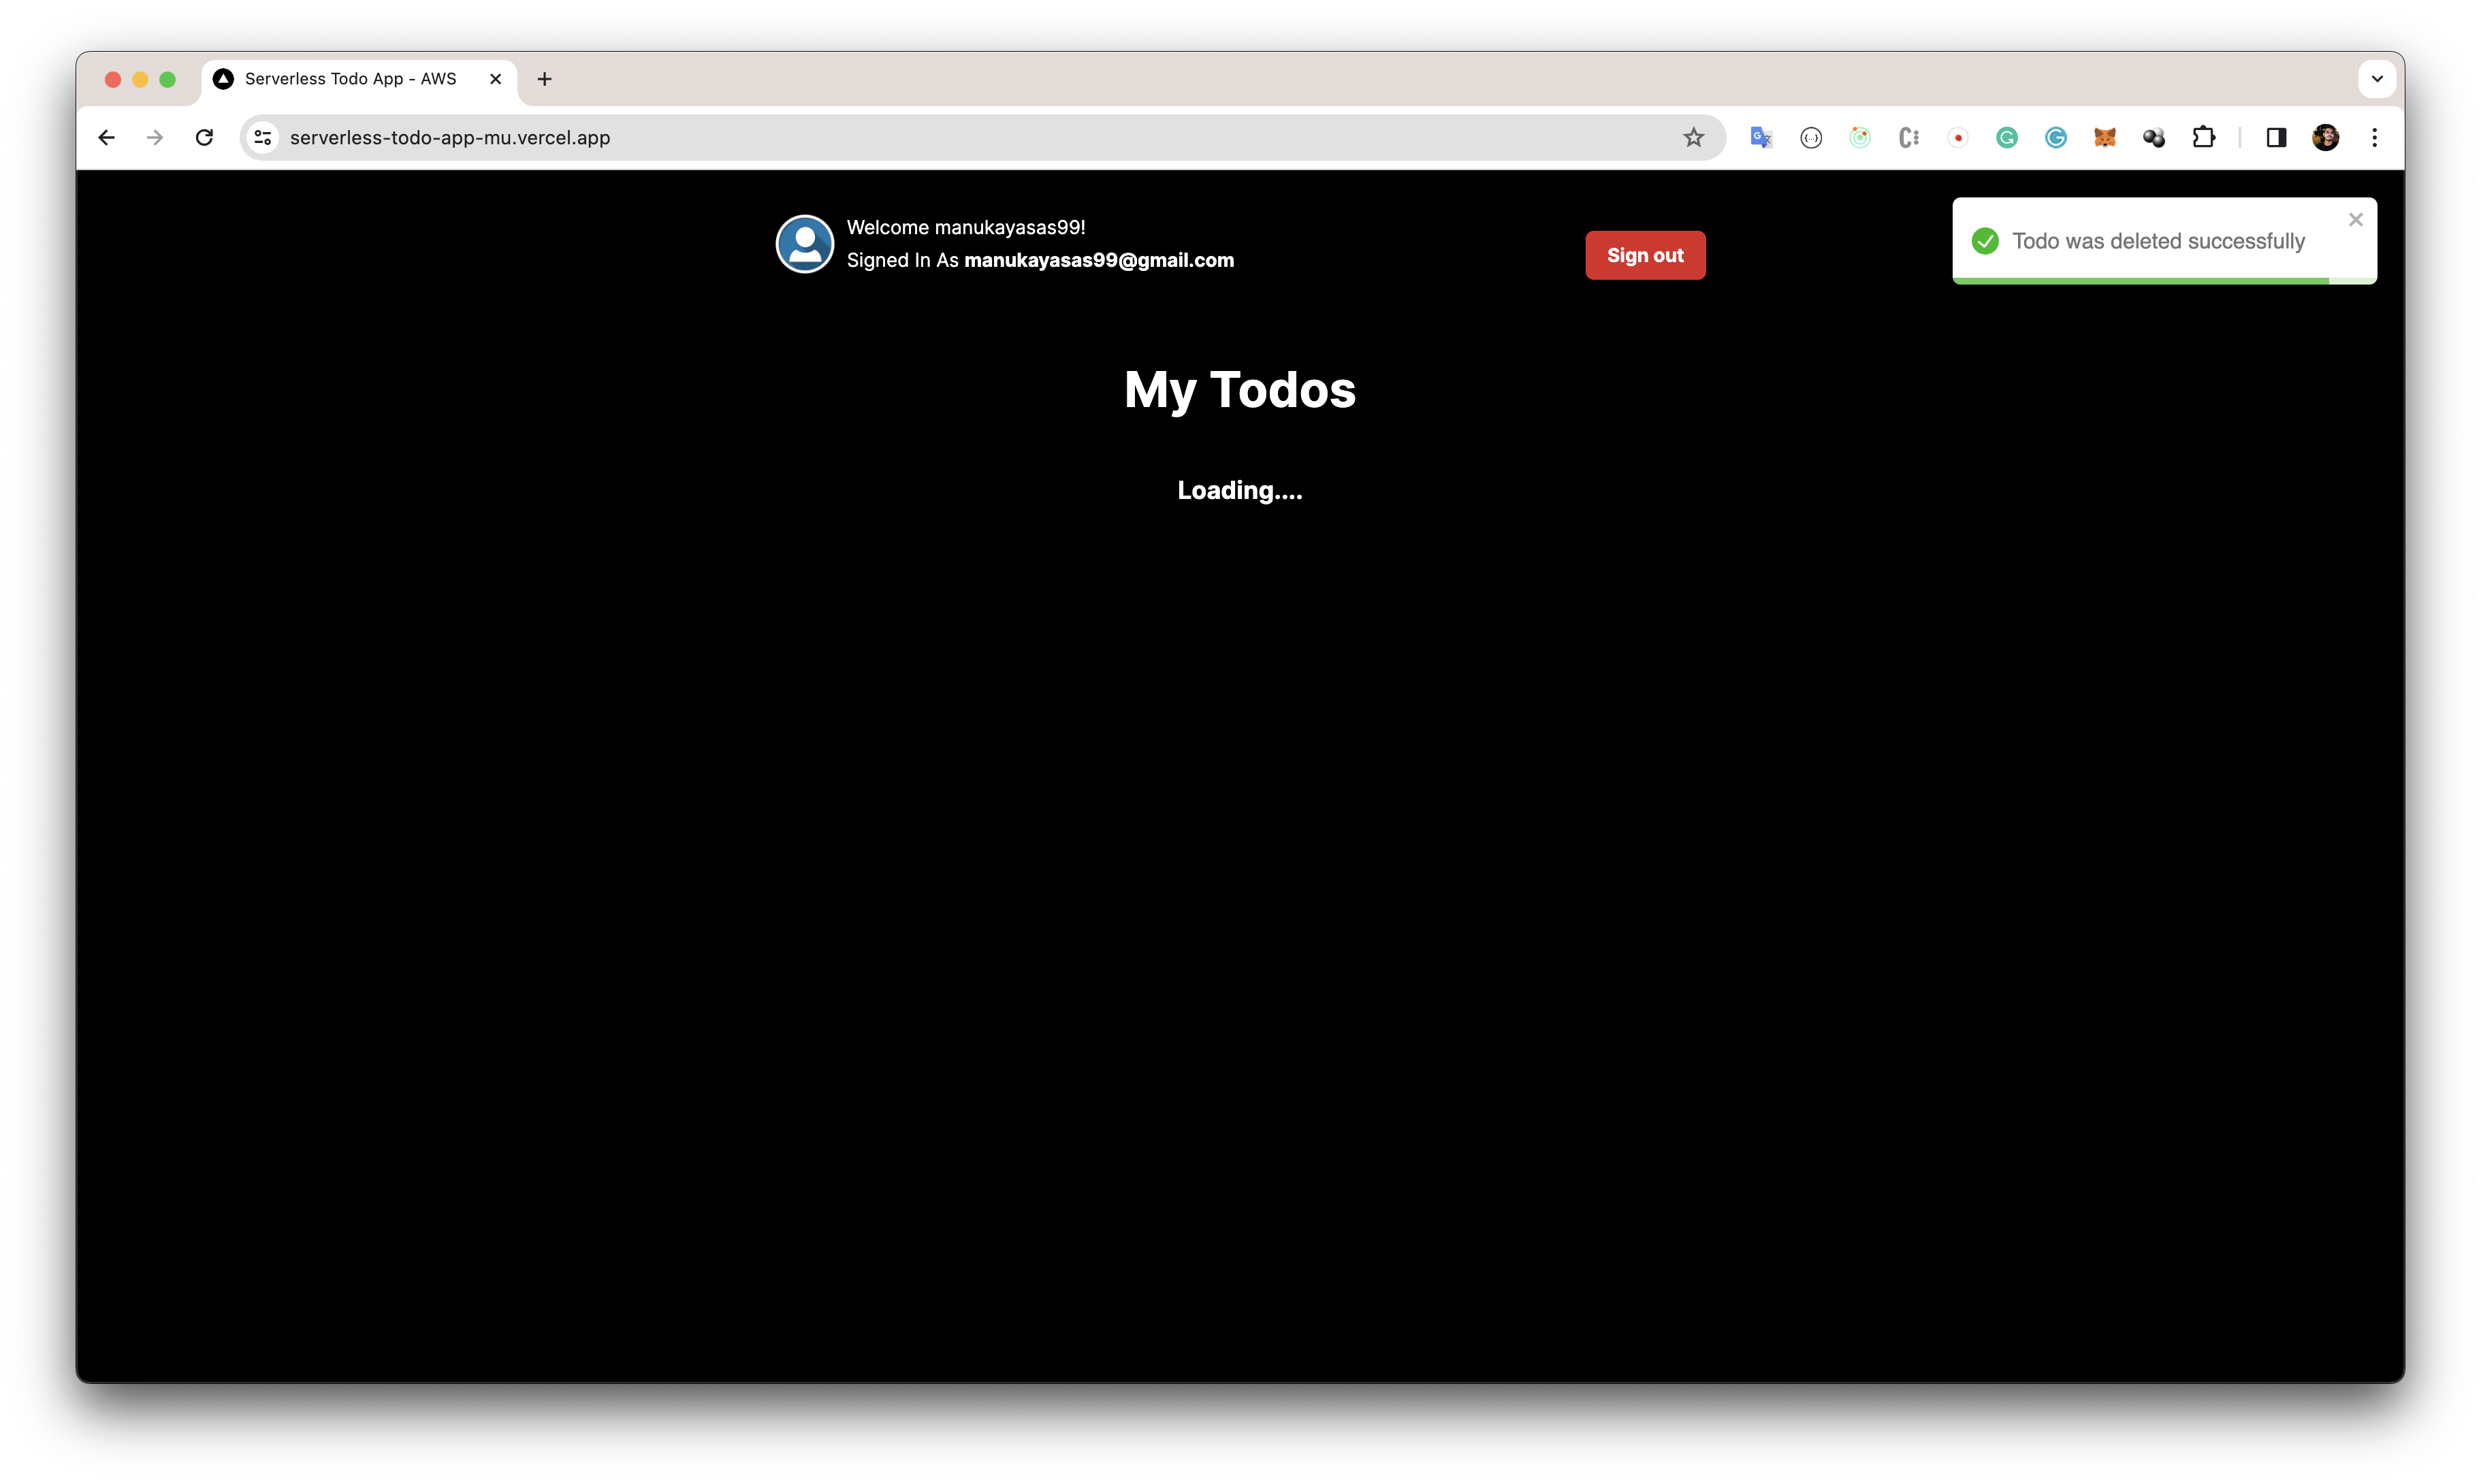 Serverless Todo App - AWS
serverless-todo-app-mu.vercel.app
Welcome manukayasas99!
Signed In As manukayasas99@gmail.com
Sign out
Todo was deleted successfully
My Todos
Loading....